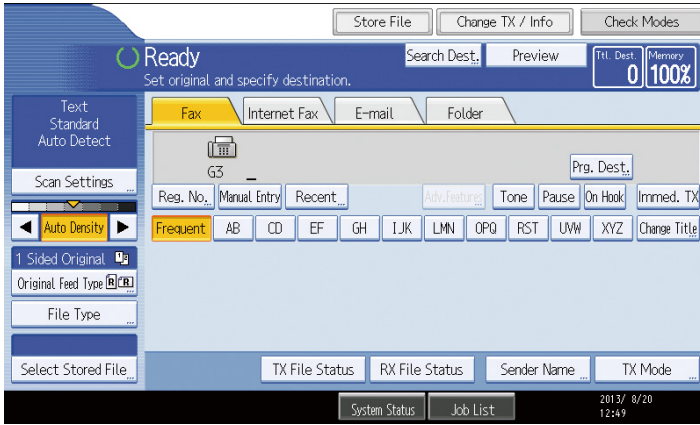 Store File Change TX / Info Check Modes
Ready
Search Dest. Preview
Ttl. Dest. Memory
0 100%
Set original and specify destination.
Text
Standard
Auto Detect
Fax Internet Fax E-mail Folder
G3 _
Prg. Dest.
Scan Settings
Reg. No. Manual Entry Recent Adv.Features Tone Pause On Hook Immed. TX
Auto Density
Frequent AB CD EF GH IJK LMN OPQ RST UVW XYZ Change Title
1 Sided Original
Original Feed Type
File Type
Select Stored File
TX File Status RX File Status Sender Name TX Mode
System Status Job List
2013/ 8/20
12:49